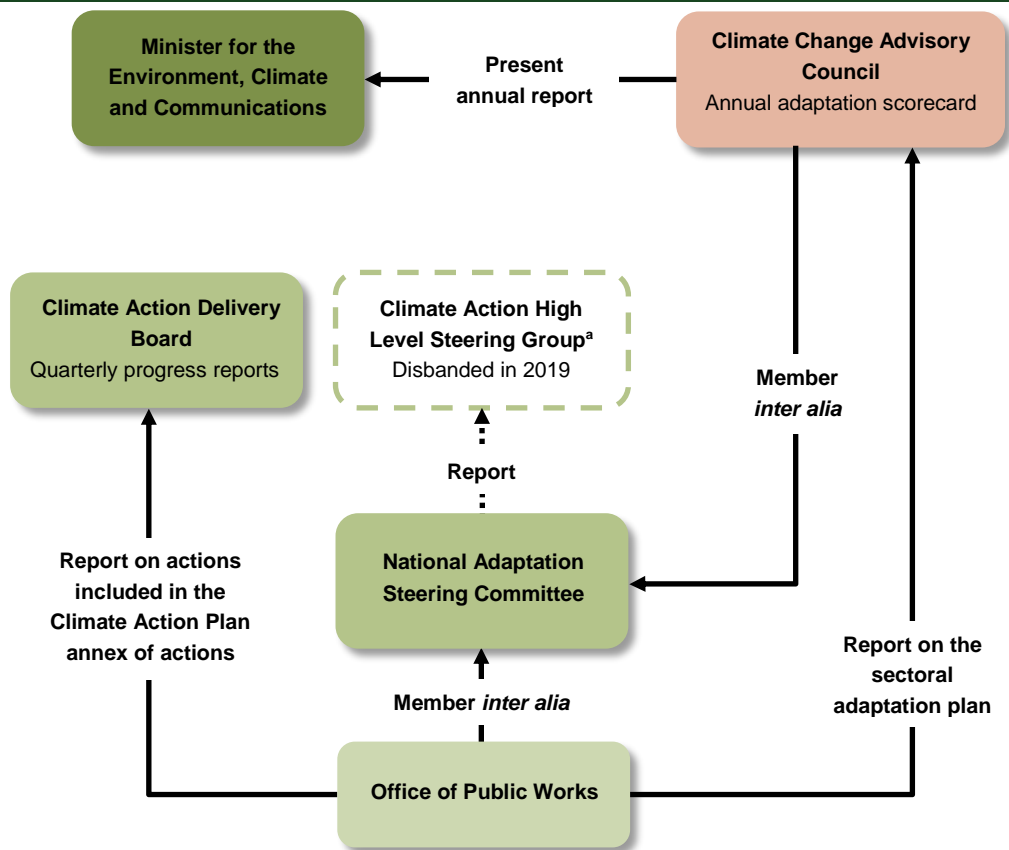 Minister for the
Environment, Climate
and Communications
Present
annual report
Climate Change Advisory
Council
Annual adaptation scorecard
Climate Action Delivery
Board
Quarterly progress reports
Climate Action High
Level Steering Groupª
Disbanded in 2019
Member
inter alia
Report
National Adaptation
Steering Committee
Report on actions
included in the
Climate Action Plan
annex of actions
Report on the
sectoral
adaptation plan
Member inter alia
Office of Public Works